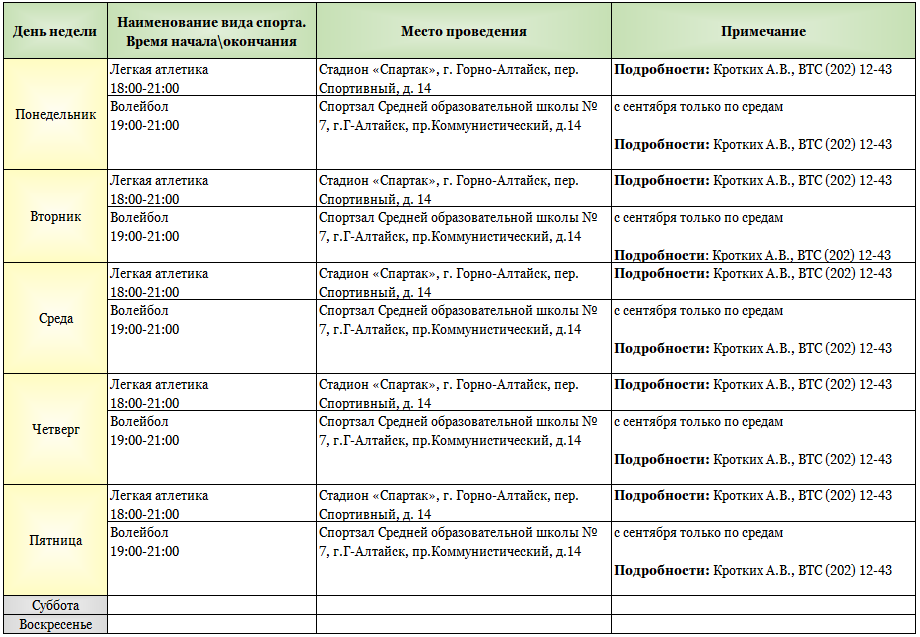 День недели
Наименование вида спорта.
Время начала\окончания
Место проведения
Примечание
Понедельник
Легкая атлетика
18:00-21:00
Стадион «Спартак», г. Горно-Алтайск, пер.
Спортивный, д. 14
Подробности: Кротких А.В., ВТС (202) 12-43
Волейбол
19:00-21:00
Спортзал Средней образовательной школы №
7, г.Г-Алтайск, пр.Коммунистический, д.14
с сентября только по средам
Подробности: Кротких А.В., ВТС (202) 12-43
Вторник
Легкая атлетика
18:00-21:00
Стадион «Спартак», г. Горно-Алтайск, пер.
Спортивный, д. 14
Подробности: Кротких А.В., ВТС (202) 12-43
Волейбол
19:00-21:00
Спортзал Средней образовательной школы №
7, г.Г-Алтайск, пр.Коммунистический, д.14
с сентября только по средам
Подробности: Кротких А.В., ВТС (202) 12-43
Среда
Легкая атлетика
18:00-21:00
Стадион «Спартак», г. Горно-Алтайск, пер.
Спортивный, д. 14
Подробности: Кротких А.В., ВТС (202) 12-43
Волейбол
19:00-21:00
Спортзал Средней образовательной школы №
7, г.Г-Алтайск, пр.Коммунистический, д.14
с сентября только по средам
Подробности: Кротких А.В., ВТС (202) 12-43
Четверг
Легкая атлетика
18:00-21:00
Стадион «Спартак», г. Горно-Алтайск, пер.
Спортивный, д. 14
Подробности: Кротких А.В., ВТС (202) 12-43
Волейбол
19:00-21:00
Спортзал Средней образовательной школы №
7, г.Г-Алтайск, пр.Коммунистический, д.14
с сентября только по средам
Подробности: Кротких А.В., ВТС (202) 12-43
Пятница
Легкая атлетика
18:00-21:00
Стадион «Спартак», г. Горно-Алтайск, пер.
Спортивный, д. 14
Подробности: Кротких А.В., ВТС (202) 12-43
Волейбол
19:00-21:00
Спортзал Средней образовательной школы №
7, г.Г-Алтайск, пр.Коммунистический, д.14
с сентября только по средам
Подробности: Кротких А.В., ВТС (202) 12-43
Суббота
Воскресенье